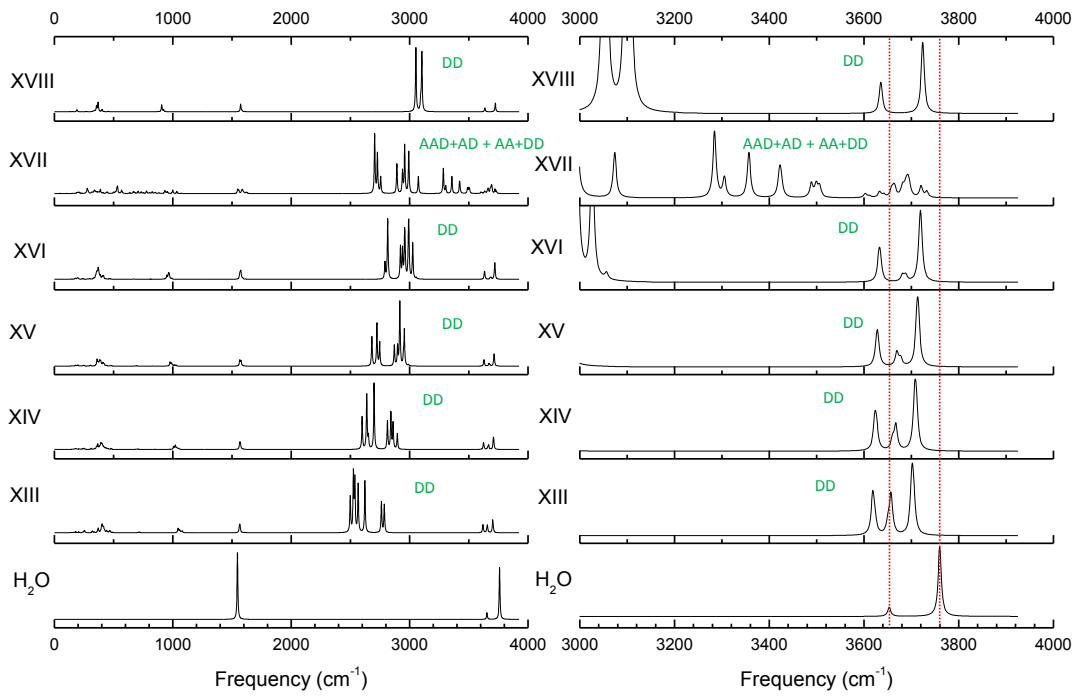 0 1000 2000 3000 4000
3000 3200 3400 3600 3800 4000
XVIII DD
XVIII DD
XVII AAD+AD + AA+DD
XVII AAD+AD + AA+DD
XVI DD
XVI DD
XV DD
XV DD
XIV DD
XIV DD
XIII DD
XIII DD
H2O
H2O
0 1000 2000 3000 4000
3000 3200 3400 3600 3800 4000
Frequency (cm-1)
Frequency (cm-1)